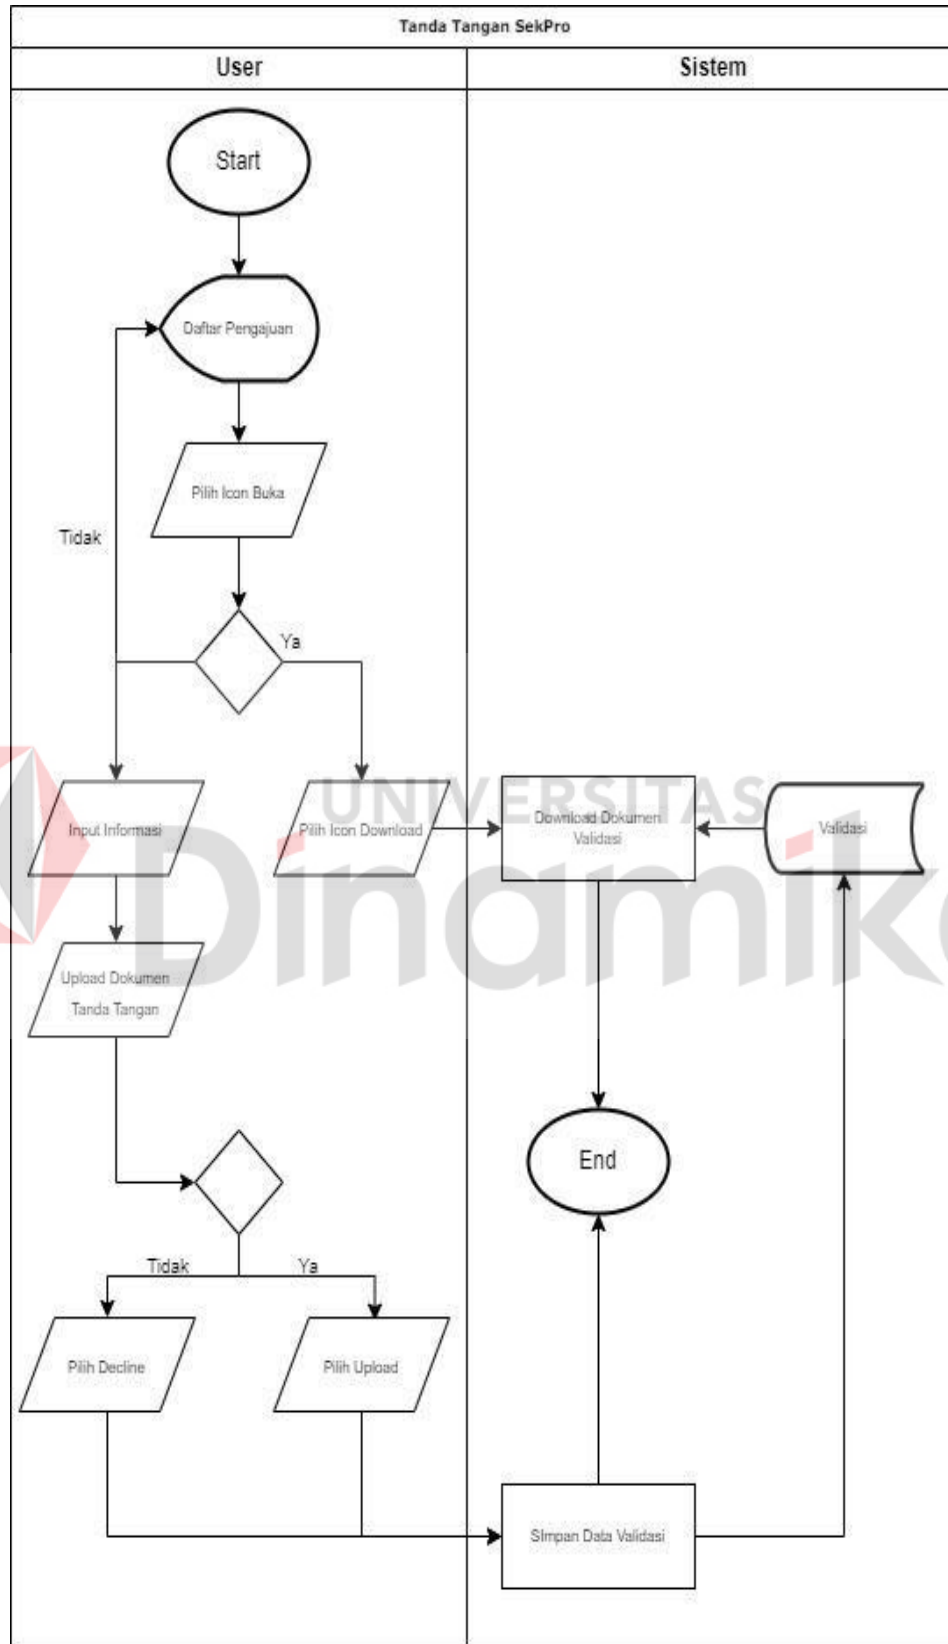 Tanda Tangan SekPro
User
Sistem
Start
Daftar Pengajuan
Pilih Icon Buka
Tidak
Ya
UNIVERSITAS
Dinamika
Input Informasi
Pilih Icon Download
Download Dokumen
Validasi
Validasi
Upload Dokumen
Tanda Tangan
End
Tidak
Ya
Pilih Decline
Pilih Upload
SImpan Data Validasi